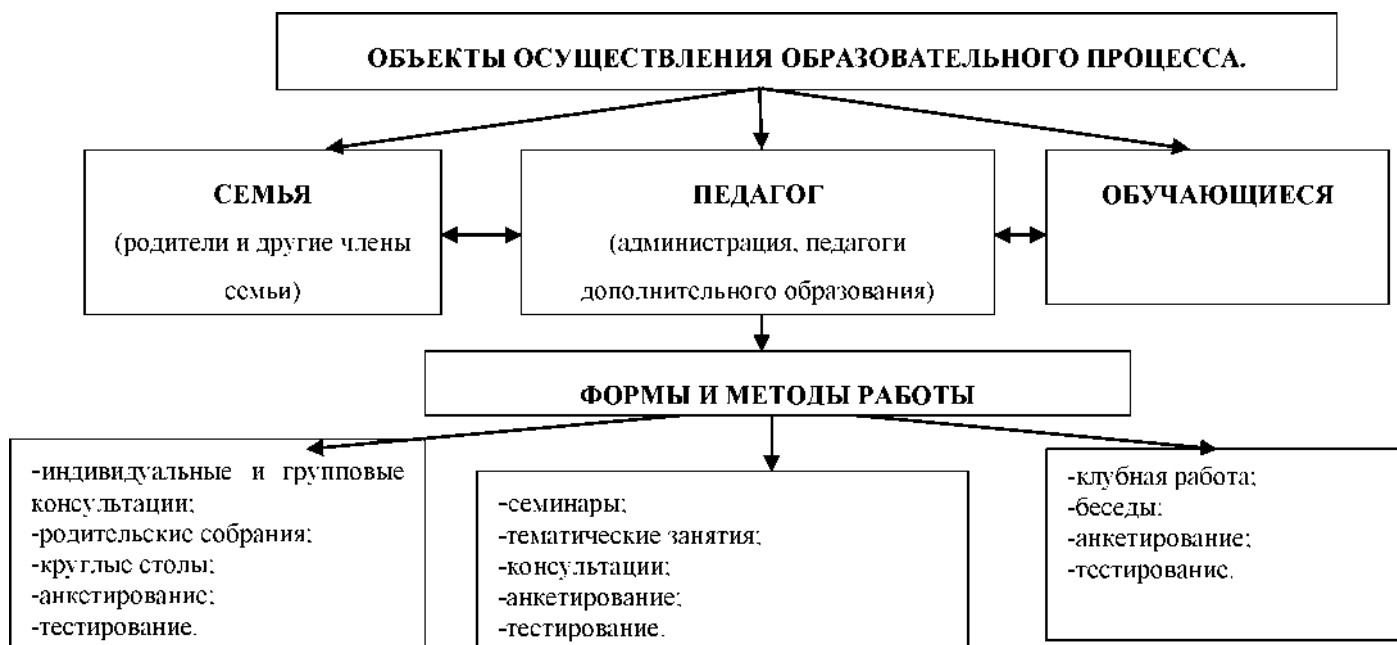 ОБЪЕКТЫ ОСУЩЕСТВЛЕНИЯ ОБРАЗОВАТЕЛЬНОГО ПРОЦЕССА.
СЕМЬЯ
(родители и другие члены
семьи)
ПЕДАГОГ
(администрация, педагоги
дополнительного образования)
ОБУЧАЮЩИЕСЯ
ФОРМЫ И МЕТОДЫ РАБОТЫ
-индивидуальные и групповые
консультации;
-родительские собрания;
-круглые столы;
-анкетирование;
-тестирование.
-семинары;
-тематические занятия;
-консультации;
-анкетирование;
-тестирование.
-клубная работа;
-беседы;
-анкетирование;
-тестирование.